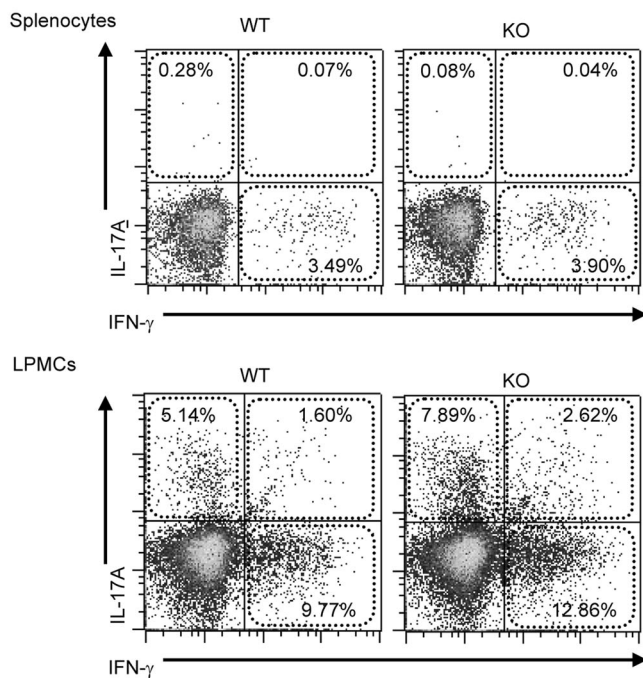 Splenocytes
WT
KO
0.28%
0.07%
0.08%
0.04%
IL-17A
3.49%
3.90%
IFN-γ
LPMCs
WT
KO
5.14%
1.60%
7.89%
2.62%
IL-17A
9.77%
12.86%
IFN-γ